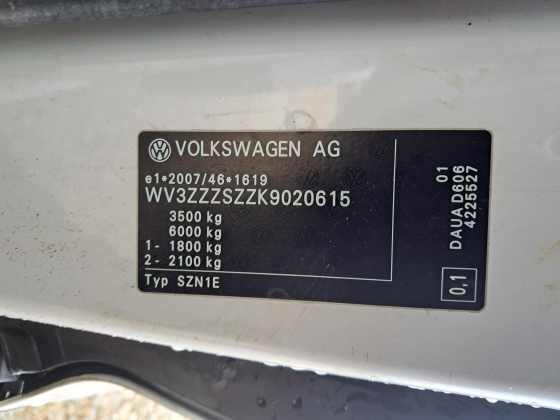 VOLKSWAGEN AG
e1*2007/46*1619
WV3ZZZSZZK9020615
3500 kg
6000 kg
1- 1800 kg
2- 2100 kg
Typ SZN1E
01
DAUA D606
4225527
0,1